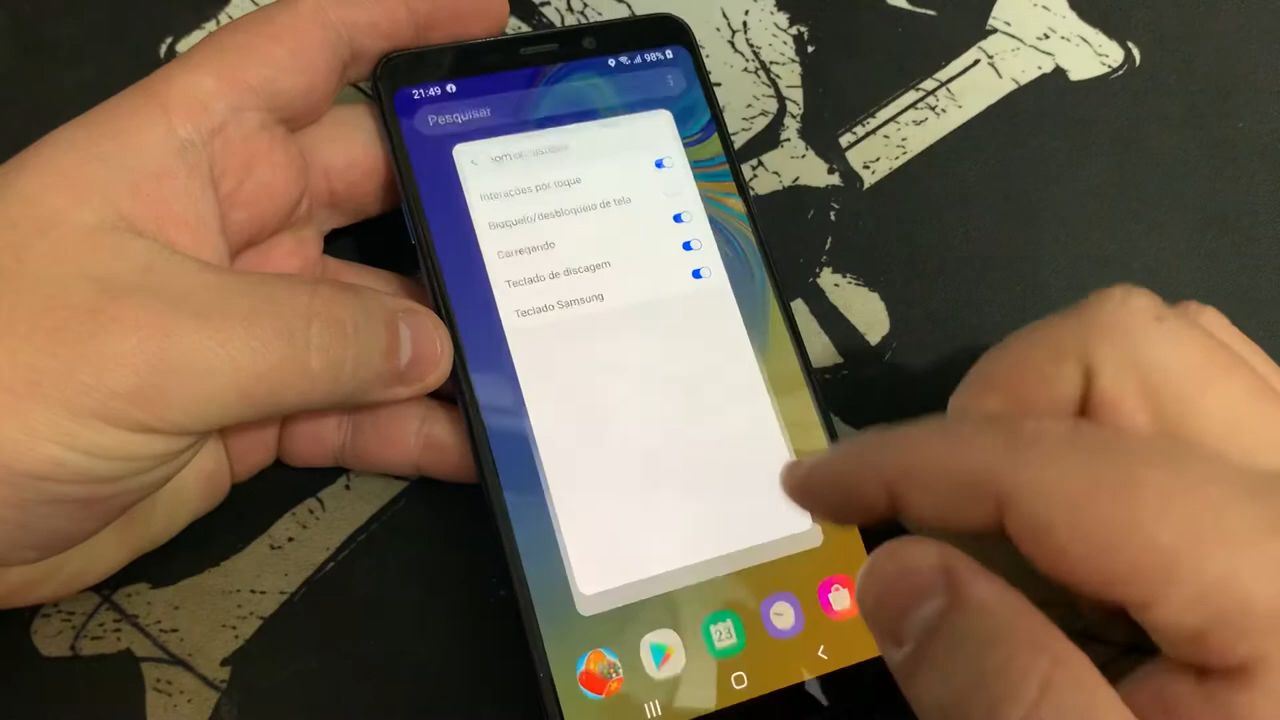 21:49
98%
Pesquisar
Interações por toque
Bloqueio/desbloqueio de tela
Carregando
Teclado de discagem
Teclado Samsung
23